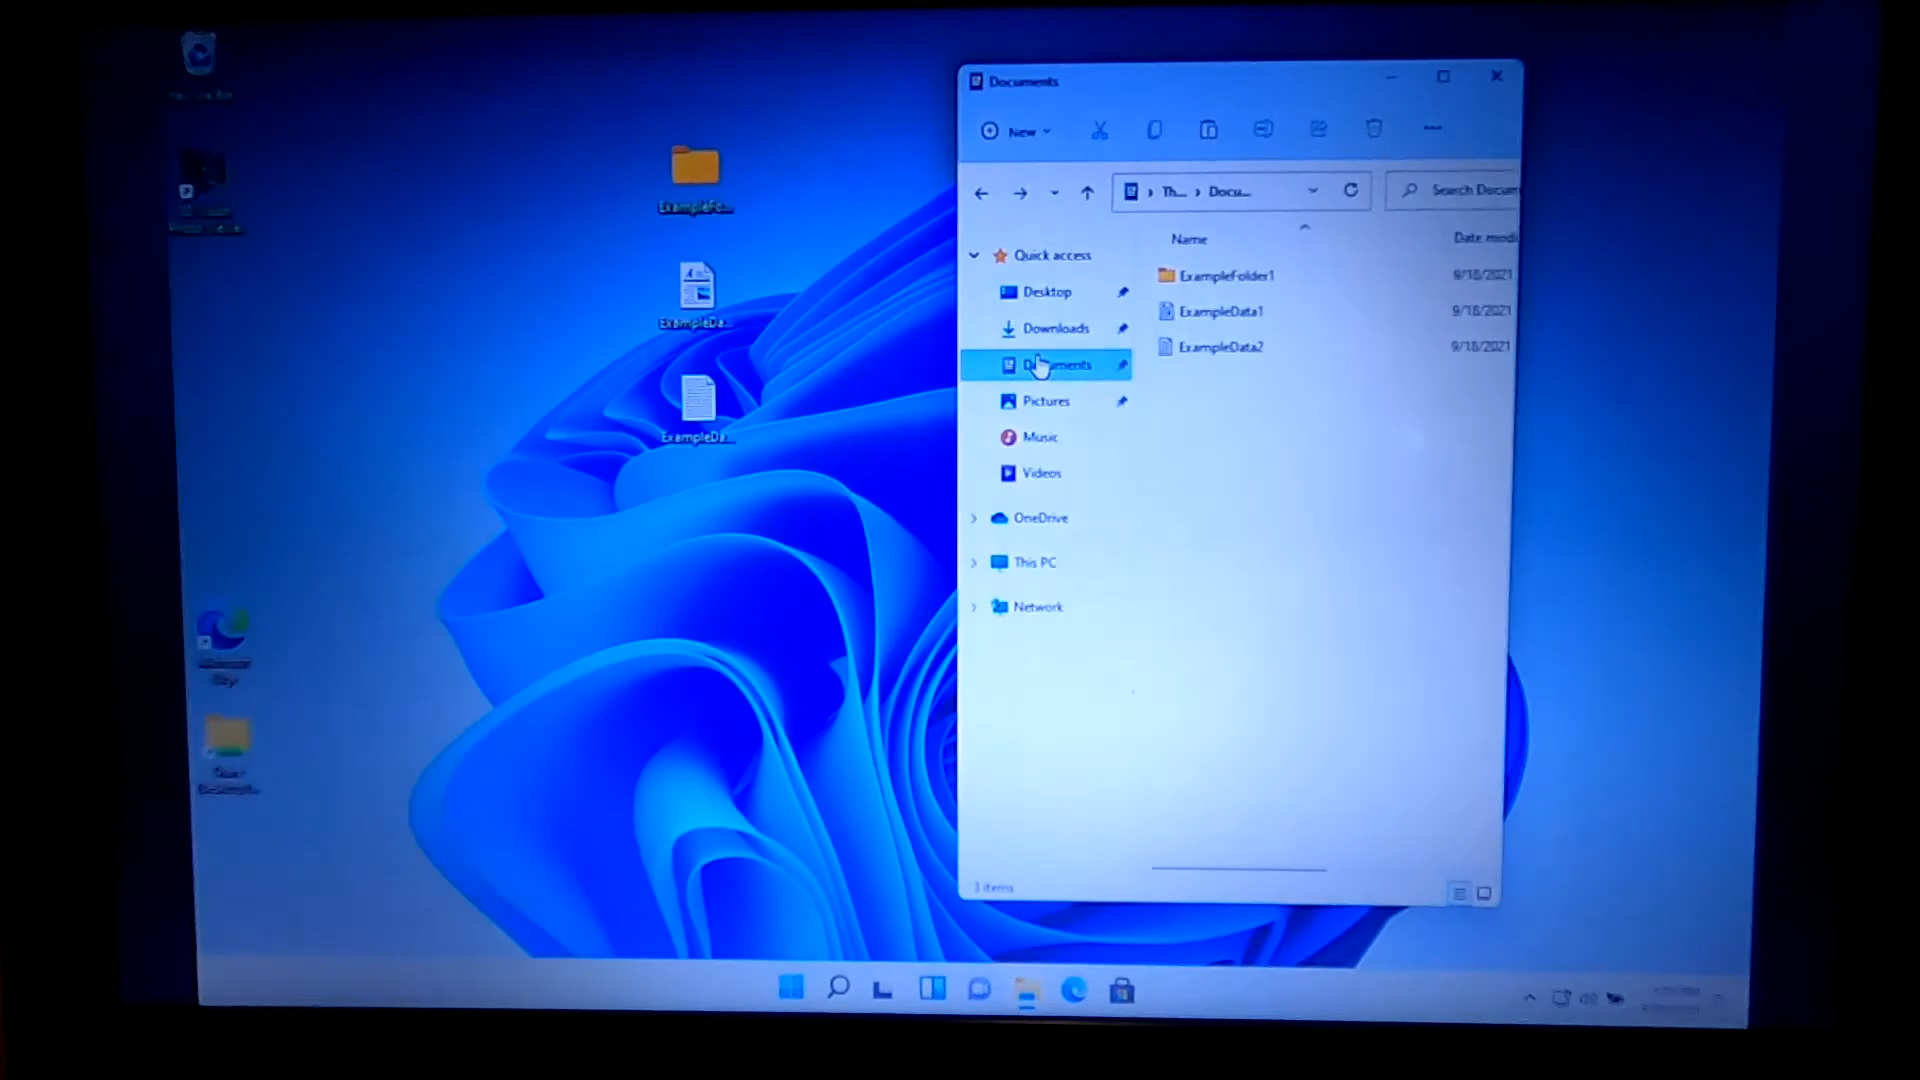 Documents
New
Th... › Docu...
Search Docum
Name
Date modi
Quick access
Desktop
Downloads
Documents
Pictures
Music
Videos
OneDrive
This PC
Network
ExampleFolder1
9/18/2021
ExampleData1
9/18/2021
ExampleData2
9/18/2021
3 items
ExampleFo...
ExampleDa...
ExampleDa...